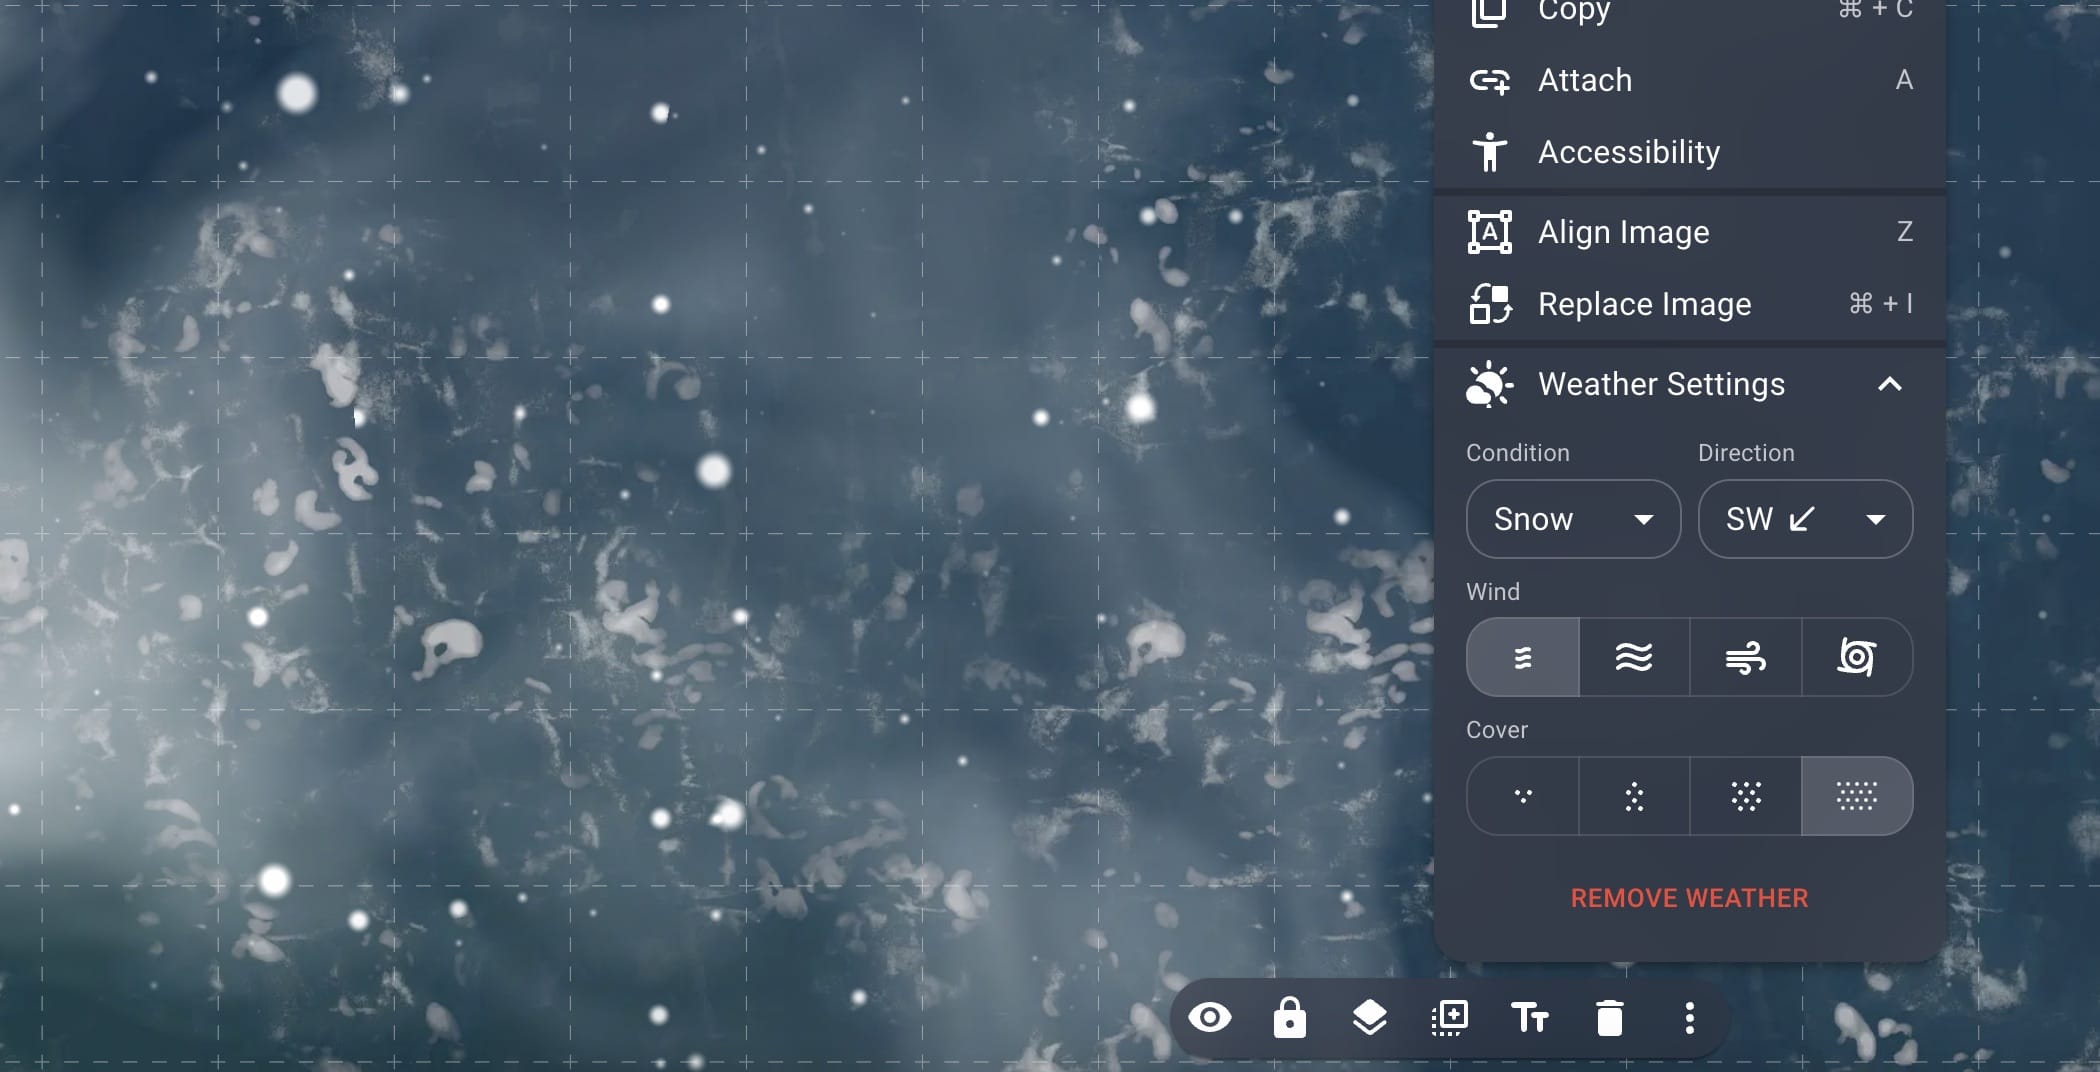 Copy ⌘ + C
Attach A
Accessibility
Align Image Z
Replace Image ⌘ + I
Weather Settings
Condition Direction
Snow SW ↙
Wind
Cover
REMOVE WEATHER